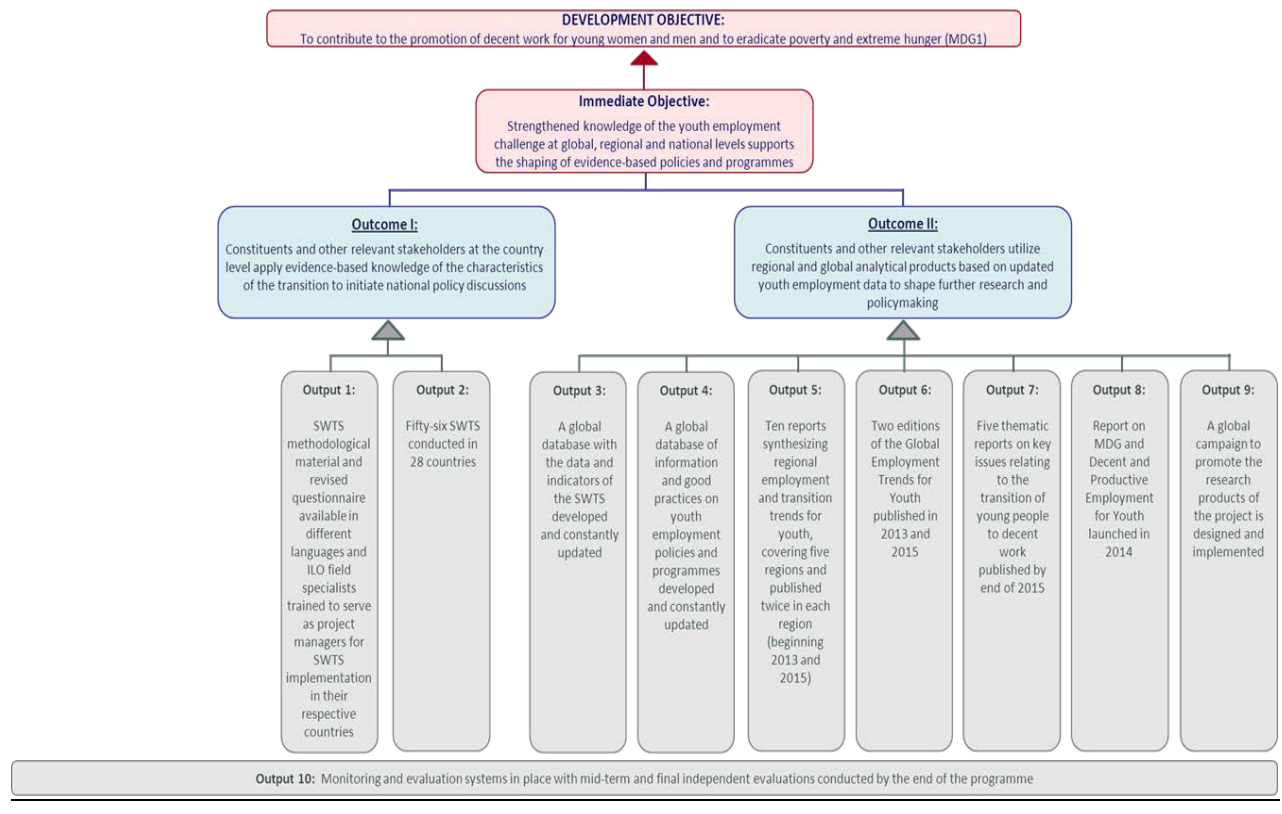 DEVELOPMENT OBJECTIVE:
To contribute to the promotion of decent work for young women and men and to eradicate poverty and extreme hunger (MDG1)
Immediate Objective:
Strengthened knowledge of the youth employment
challenge at global, regional and national levels supports
the shaping of evidence-based policies and programmes
Outcome I:
Constituents and other relevant stakeholders at the country
level apply evidence-based knowledge of the characteristics
of the transition to initiate national policy discussions
Outcome II:
Constituents and other relevant stakeholders utilize
regional and global analytical products based on updated
youth employment data to shape further research and
policymaking
Output 1:
SWTS
methodological
material and
revised
questionnaire
available in
different
languages and
ILO field
specialists
trained to serve
as project
managers for
SWTS
implementation
in their
respective
countries
Output 2:
Fifty-six SWTS
conducted in
28 countries
Output 3:
A global
database with
the data and
indicators of
the SWTS
developed
and constantly
updated
Output 4:
A global
database of
information
and good
practices on
youth
employment
policies and
programmes
developed
and constantly
updated
Output 5:
Ten reports
synthesizing
regional
employment
and transition
trends for
youth,
covering five
regions and
published
twice in each
region
(beginning
2013 and
2015)
Output 6:
Two editions
of the Global
Employment
Trends for
Youth
published in
2013 and
2015
Output 7:
Five thematic
reports on key
issues relating
to the
transition of
young people
to decent
work
published by
end of 2015
Output 8:
Report on
MDG and
Decent and
Productive
Employment
for Youth
launched in
2014
Output 9:
A global
campaign to
promote the
research
products of
the project is
designed and
implemented
Output 10: Monitoring and evaluation systems in place with mid-term and final independent evaluations conducted by the end of the programme